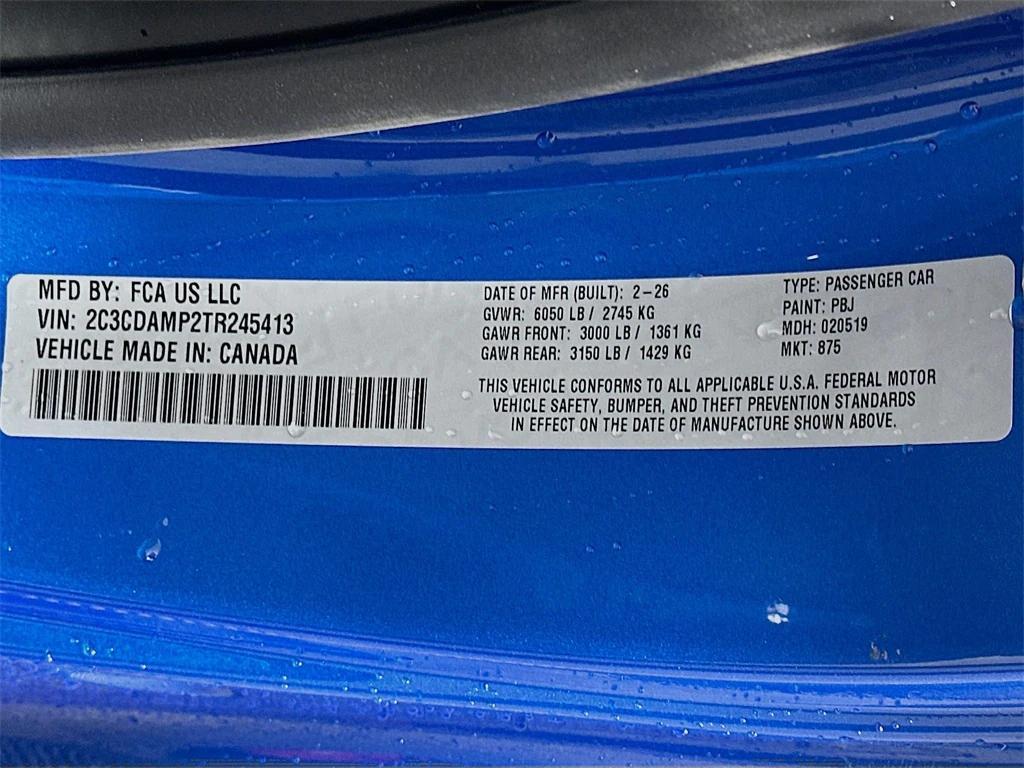 MFD BY: FCA US LLC
VIN: 2C3CDAMP2TR245413
VEHICLE MADE IN: CANADA
DATE OF MFR (BUILT): 2-26
GVWR: 6050 LB / 2745 KG
GAWR FRONT: 3000 LB / 1361 KG
GAWR REAR: 3150 LB / 1429 KG
TYPE: PASSENGER CAR
PAINT: PBJ
MDH: 020519
MKT: 875
THIS VEHICLE CONFORMS TO ALL APPLICABLE U.S.A. FEDERAL MOTOR
VEHICLE SAFETY, BUMPER, AND THEFT PREVENTION STANDARDS
IN EFFECT ON THE DATE OF MANUFACTURE SHOWN ABOVE.